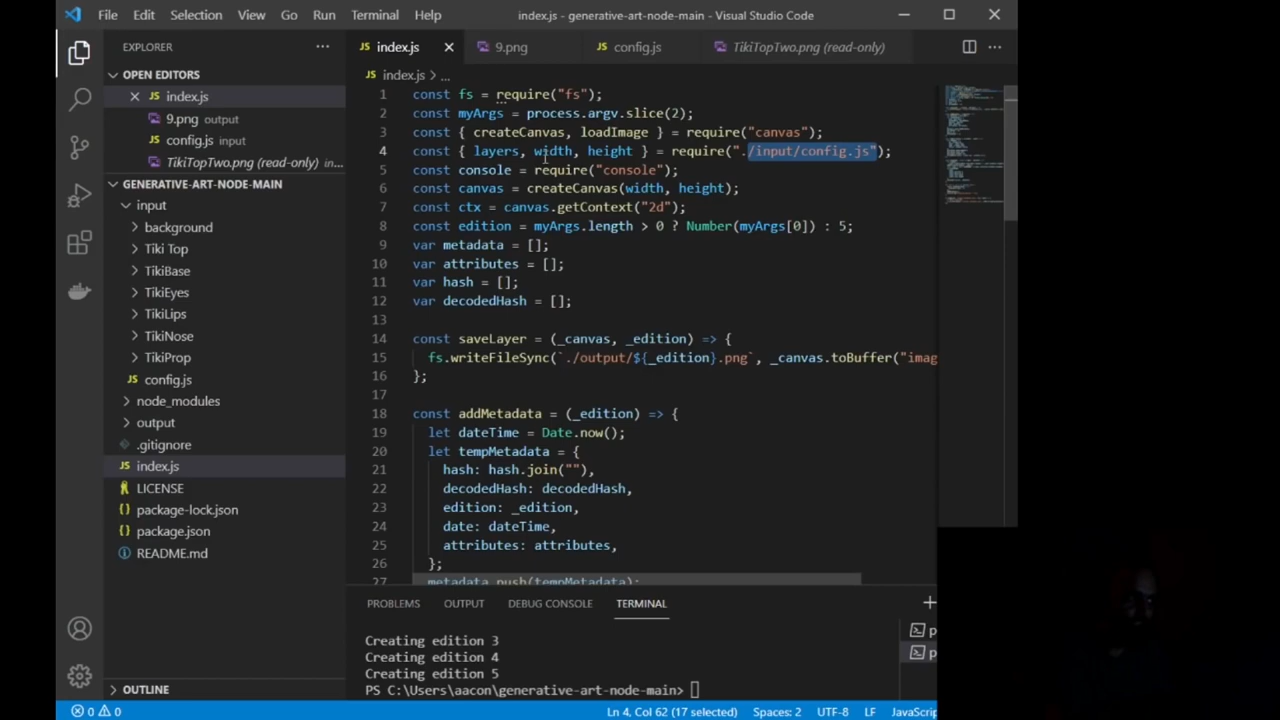 File Edit Selection View Go Run Terminal Help index.js - generative-art-node-main - Visual Studio Code
EXPLORER
OPEN EDITORS
index.js
9.png output
config.js input
TikiTopTwo.png (read-only) in...
GENERATIVE-ART-NODE-MAIN
input
background
Tiki Top
TikiBase
TikiEyes
TikiLips
TikiNose
TikiProp
config.js
node_modules
output
.gitignore
index.js
LICENSE
package-lock.json
package.json
README.md
OUTLINE
index.js 9.png config.js TikiTopTwo.png (read-only)
index.js > ...
1 const fs = require("fs");
2 const myArgs = process.argv.slice(2);
3 const { createCanvas, loadImage } = require("canvas");
4 const { layers, width, height } = require("./input/config.js");
5 const console = require("console");
6 const canvas = createCanvas(width, height);
7 const ctx = canvas.getContext("2d");
8 const edition = myArgs.length > 0 ? Number(myArgs[0]) : 5;
9 var metadata = [];
10 var attributes = [];
11 var hash = [];
12 var decodedHash = [];
13
14 const saveLayer = (_canvas, _edition) => {
15 fs.writeFileSync(`./output/${_edition}.png`, _canvas.toBuffer("imag
16 };
17
18 const addMetadata = (_edition) => {
19 let dateTime = Date.now();
20 let tempMetadata = {
21 hash: hash.join(""),
22 decodedHash: decodedHash,
23 edition: _edition,
24 date: dateTime,
25 attributes: attributes,
26 };
27 metadata.push(tempMetadata);
PROBLEMS OUTPUT DEBUG CONSOLE TERMINAL
Creating edition 3
Creating edition 4
Creating edition 5
PS C:\Users\aacon\generative-art-node-main>
p
p
0 0 Ln 4, Col 62 (17 selected) Spaces: 2 UTF-8 LF JavaScrip